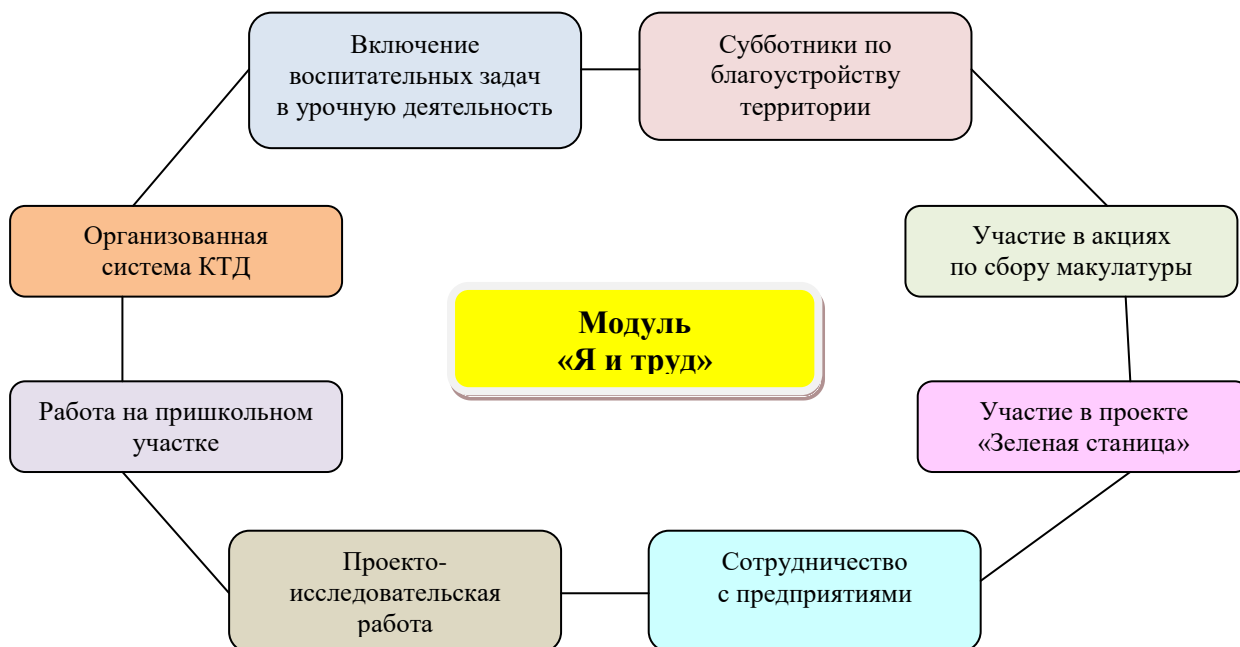 Включение
воспитательных задач
в урочную деятельность
Субботники по
благоустройству
территории
Организованная
система КТД
Участие в акциях
по сбору макулатуры
Модуль
«Я и труд»
Работа на пришкольном
участке
Участие в проекте
«Зеленая станица»
Проекто-
исследовательская
работа
Сотрудничество
с предприятиями